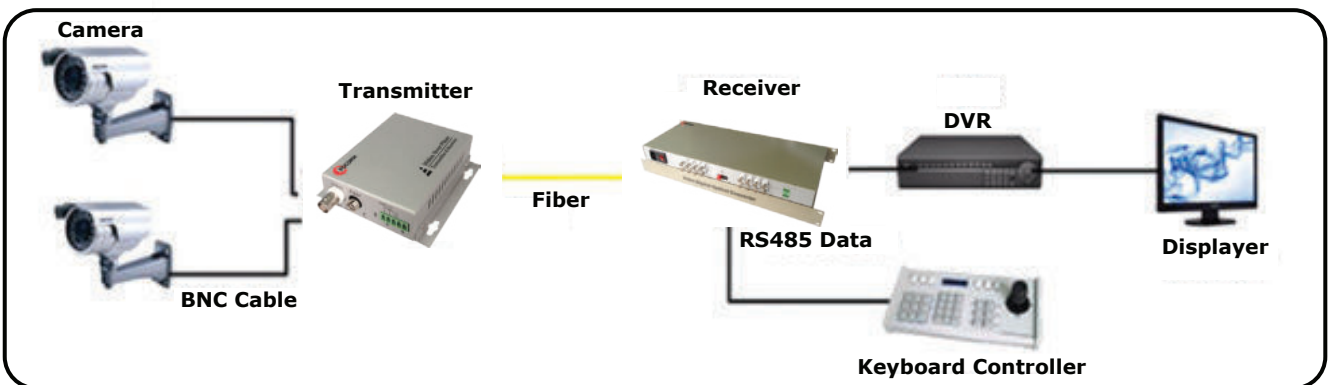 Camera
Transmitter
Receiver
DVR
Fiber
RS485 Data
Displayer
BNC Cable
Keyboard Controller